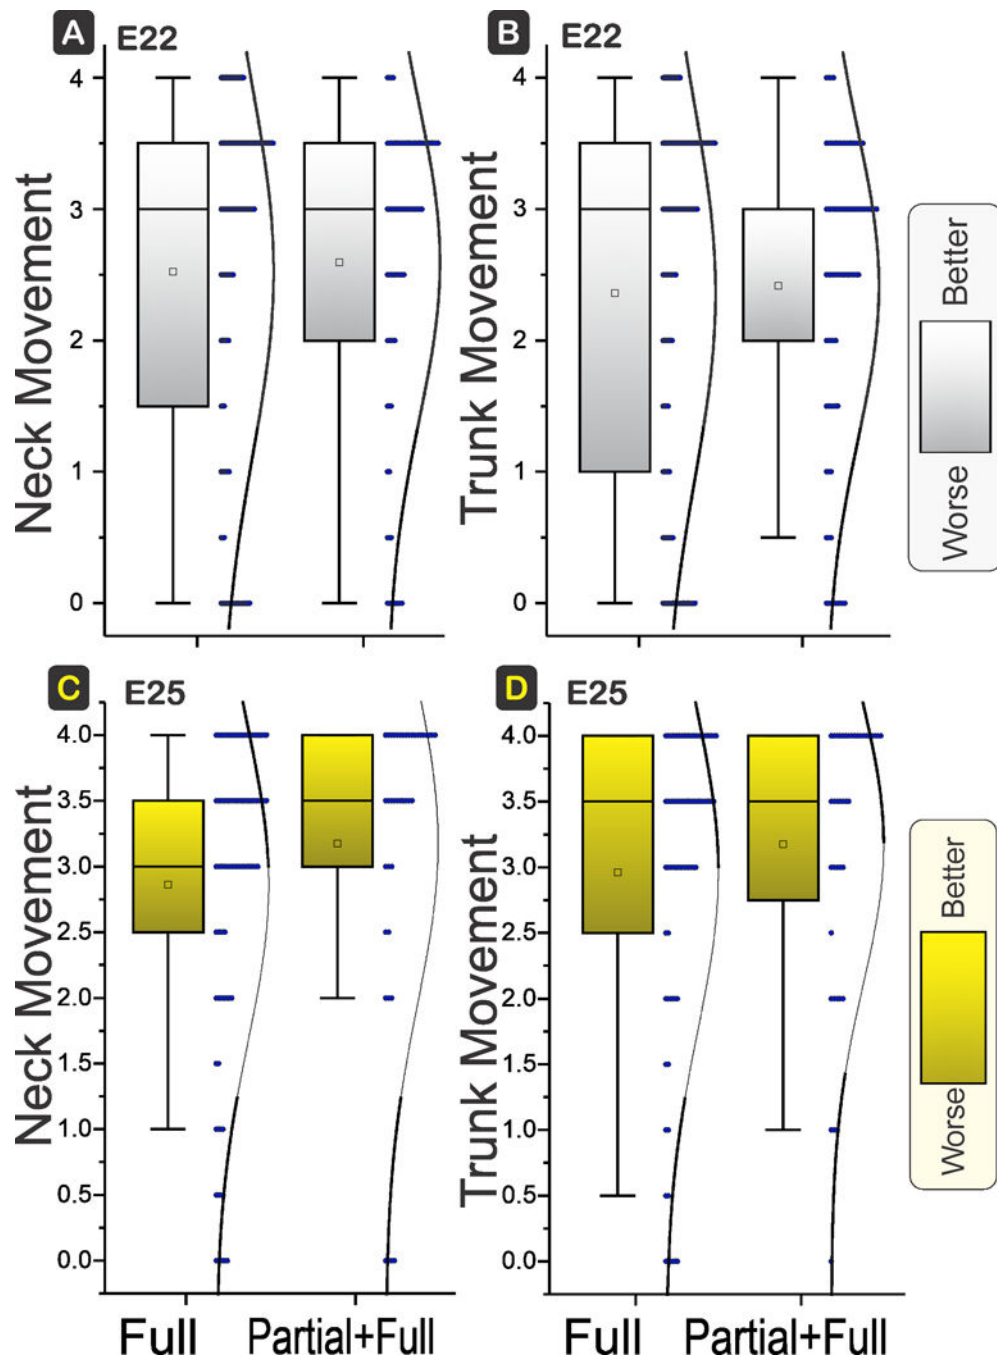 A E22
Neck Movement
4
3
2
1
0
B E22
Trunk Movement
4
3
2
1
0
Better
Worse
C E25
Neck Movement
4.0
3.5
3.0
2.5
2.0
1.5
1.0
0.5
0.0
Full Partial+Full
D E25
Trunk Movement
4.0
3.5
3.0
2.5
2.0
1.5
1.0
0.5
0.0
Full Partial+Full
Better
Worse